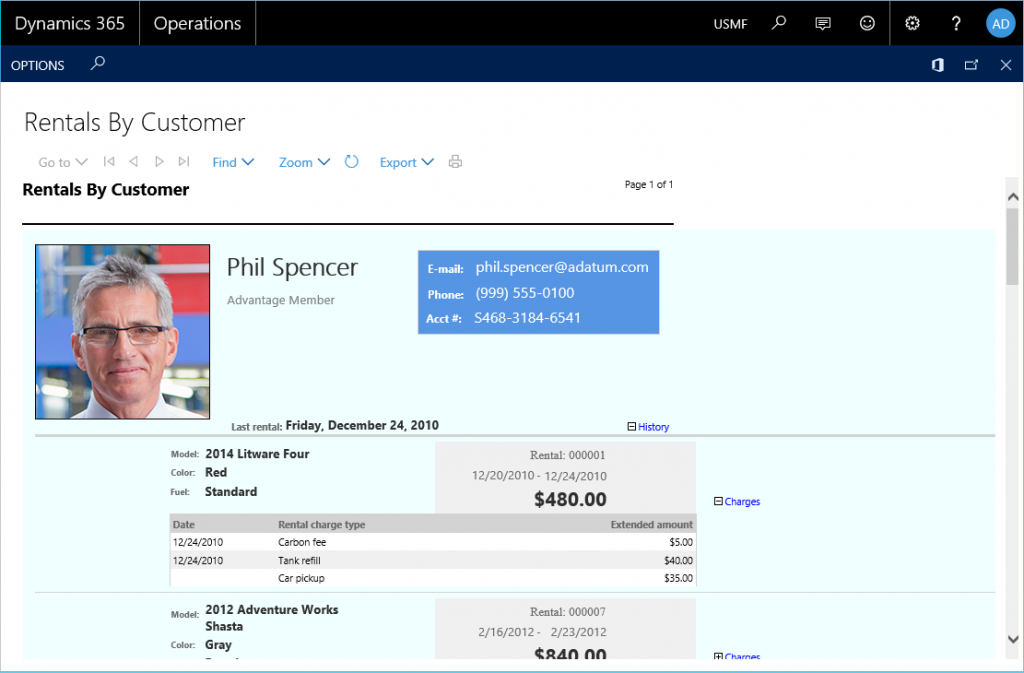 Dynamics 365 Operations USMF ? AD
OPTIONS
Rentals By Customer
Go to Find Zoom Export
Rentals By Customer Page 1 of 1
Phil Spencer
Advantage Member
E-mail: phil.spencer@adatum.com
Phone: (999) 555-0100
Acct #: S468-3184-6541
Last rental: Friday, December 24, 2010 History
Model: 2014 Litware Four Rental: 000001
Color: Red 12/20/2010 - 12/24/2010
Fuel: Standard $480.00 Charges
Date Rental charge type Extended amount
12/24/2010 Carbon fee $5.00
12/24/2010 Tank refill $40.00
Car pickup $35.00
Model: 2012 Adventure Works Rental: 000007
Shasta 2/16/2012 - 2/23/2012
Color: Gray $840.00 Charges